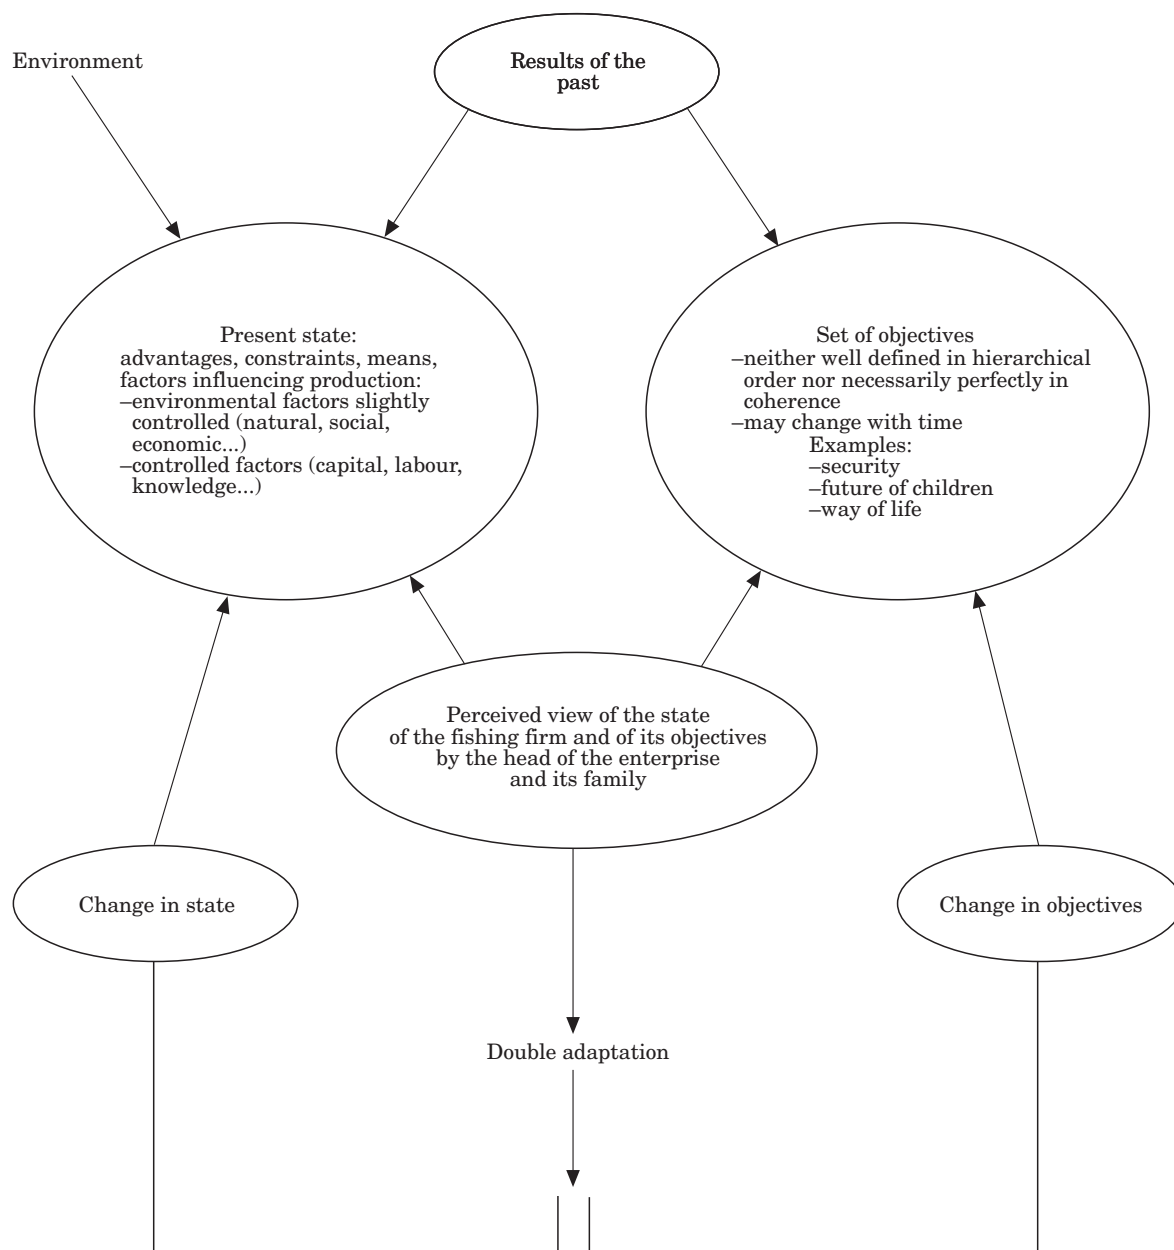 Environment
Results of the
past
Present state:
advantages, constraints, means,
factors influencing production:
–environmental factors slightly
controlled (natural, social,
economic...)
–controlled factors (capital, labour,
knowledge...)
Set of objectives
–neither well defined in hierarchical
order nor necessarily perfectly in
coherence
–may change with time
Examples:
–security
–future of children
–way of life
Perceived view of the state
of the fishing firm and of its objectives
by the head of the enterprise
and its family
Change in state
Change in objectives
Double adaptation